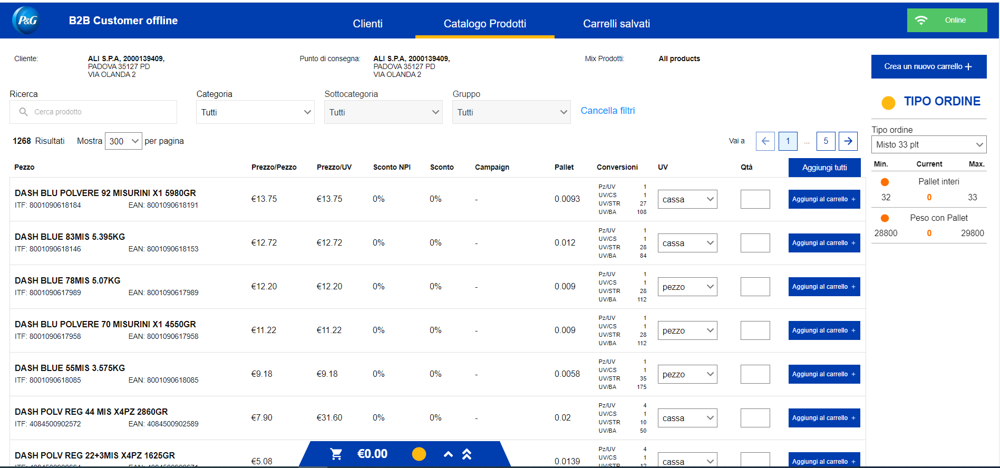 P&G
B2B Customer offline
Clienti
Catalogo Prodotti
Carrelli salvati
Online
Cliente:
ALI S.P.A, 2000139409,
PADOVA 35127 PD
VIA OLANDA 2
Punto di consegna:
ALI S.P.A, 2000139409,
PADOVA 35127 PD
VIA OLANDA 2
Mix Prodotti:
All products
Crea un nuovo carrello +
Ricerca
Cerca prodotto
Categoria
Tutti
Sottocategoria
Tutti
Gruppo
Tutti
Cancella filtri
1268 Risultati
Mostra 300 per pagina
Vai a
1 ... 5
Pezzo Prezzo/Pezzo Prezzo/UV Sconto NPI Sconto Campaign Pallet Conversioni UV Qtà Aggiungi tutti
DASH BLU POLVERE 92 MISURINI X1 5980GR
ITF: 8001090618184 EAN: 8001090618191
€13.75 €13.75 0% 0% - 0.0093
Pz/UV 1
UV/CS 1
UV/STR 27
UV/BA 108
cassa
Aggiungi al carrello +
DASH BLUE 83MIS 5.395KG
ITF: 8001090618146 EAN: 8001090618153
€12.72 €12.72 0% 0% - 0.012
Pz/UV 1
UV/CS 1
UV/STR 28
UV/BA 84
cassa
Aggiungi al carrello +
DASH BLUE 78MIS 5.07KG
ITF: 8001090617989 EAN: 8001090617989
€12.20 €12.20 0% 0% - 0.009
Pz/UV 1
UV/CS 1
UV/STR 28
UV/BA 112
pezzo
Aggiungi al carrello +
DASH BLU POLVERE 70 MISURINI X1 4550GR
ITF: 8001090617958 EAN: 8001090617958
€11.22 €11.22 0% 0% - 0.009
Pz/UV 1
UV/CS 1
UV/STR 28
UV/BA 112
pezzo
Aggiungi al carrello +
DASH BLUE 55MIS 3.575KG
ITF: 8001090618085 EAN: 8001090618085
€9.18 €9.18 0% 0% - 0.0058
Pz/UV 1
UV/CS 1
UV/STR 35
UV/BA 175
pezzo
Aggiungi al carrello +
DASH POLV REG 44 MIS X4PZ 2860GR
ITF: 4084500902572 EAN: 4084500902589
€7.90 €31.60 0% 0% - 0.02
Pz/UV 4
UV/CS 1
UV/STR 10
UV/BA 50
cassa
Aggiungi al carrello +
DASH POLV REG 22+3MIS X4PZ 1625GR
€5.08 0.0139
Pz/UV 4
UV/CS 1
UV/STR 12
cassa
Aggiungi al carrello +
€0.00
TIPO ORDINE
Tipo ordine
Misto 33 plt
Min. Current Max.
Pallet interi
32 0 33
Peso con Pallet
28800 0 29800